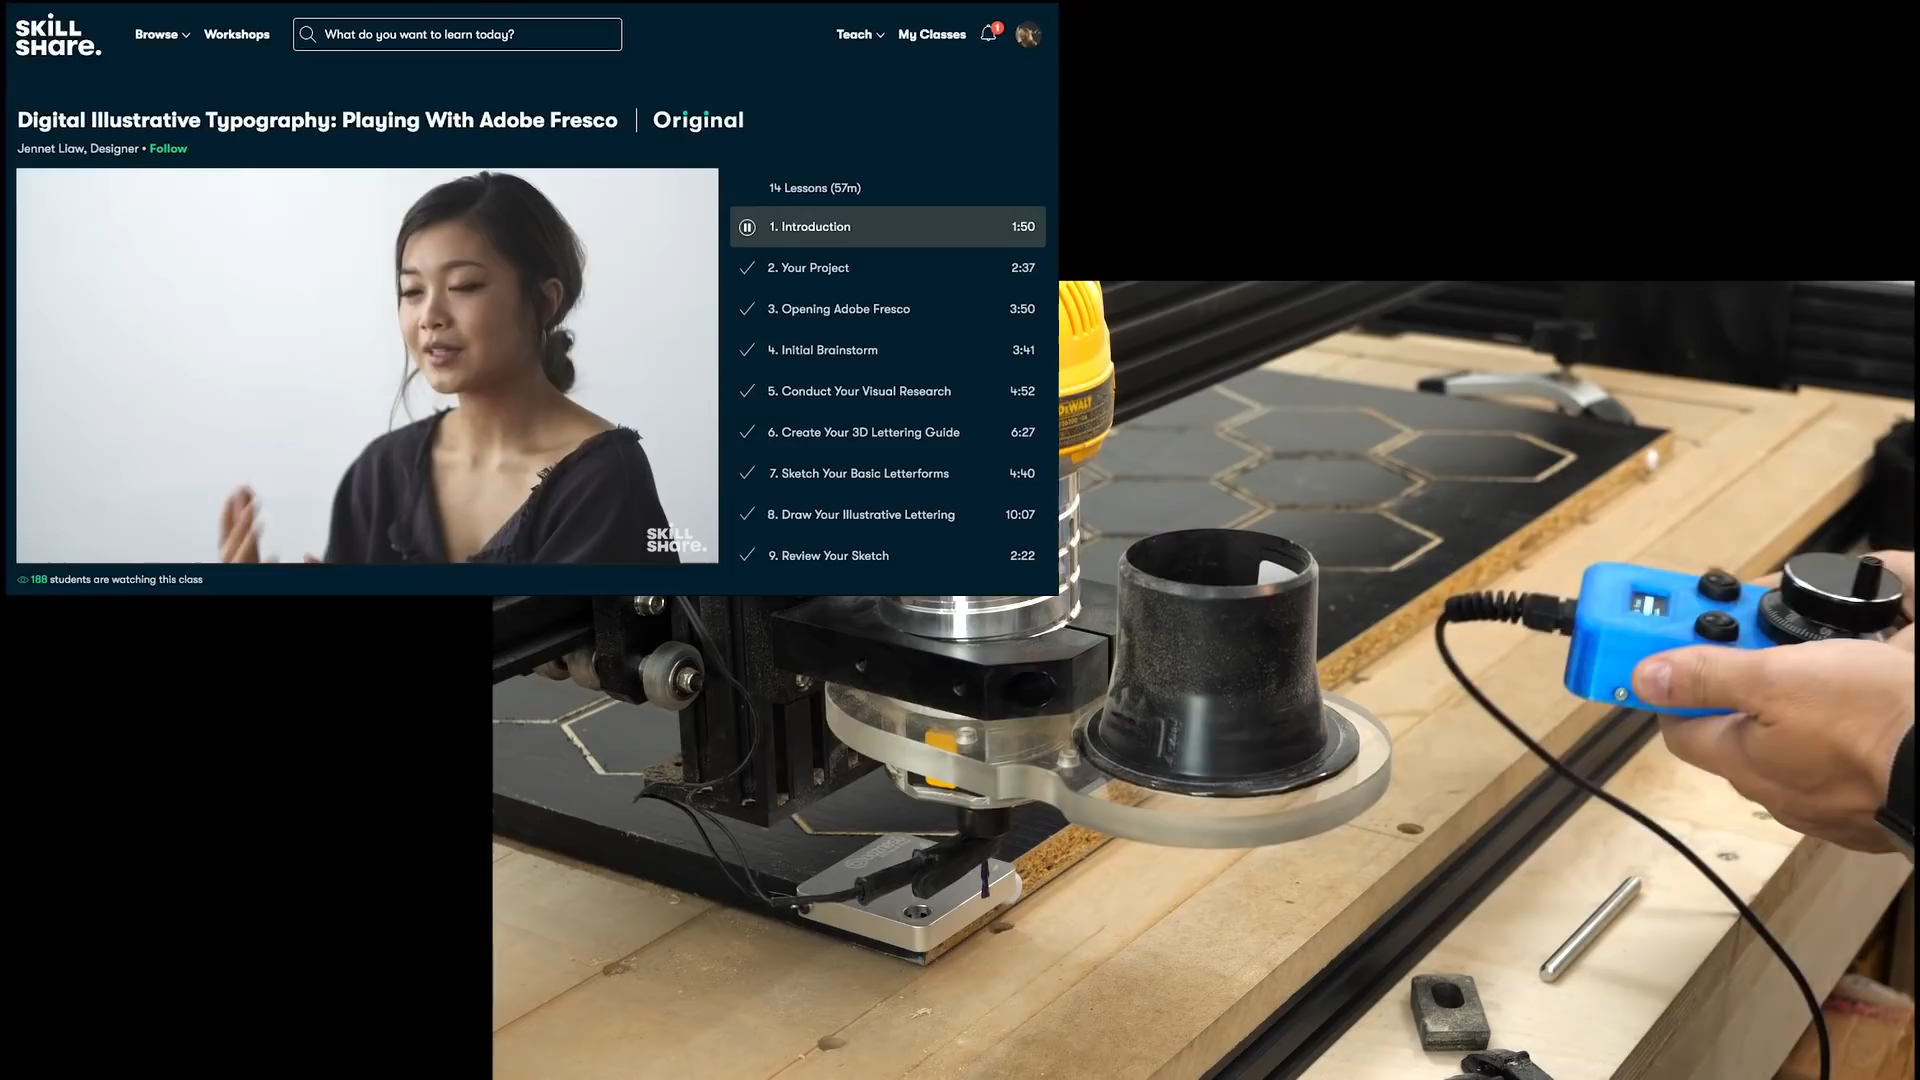 SKiLL SHare.
Browse
Workshops
What do you want to learn today?
Teach
My Classes
1
Digital Illustrative Typography: Playing With Adobe Fresco | Original
Jennet Liaw, Designer • Follow
14 Lessons (57m)
1. Introduction 1:50
2. Your Project 2:37
3. Opening Adobe Fresco 3:50
4. Initial Brainstorm 3:41
5. Conduct Your Visual Research 4:52
6. Create Your 3D Lettering Guide 6:27
7. Sketch Your Basic Letterforms 4:40
8. Draw Your Illustrative Lettering 10:07
9. Review Your Sketch 2:22
SKiLL SHare.
188 students are watching this class
DEWALT